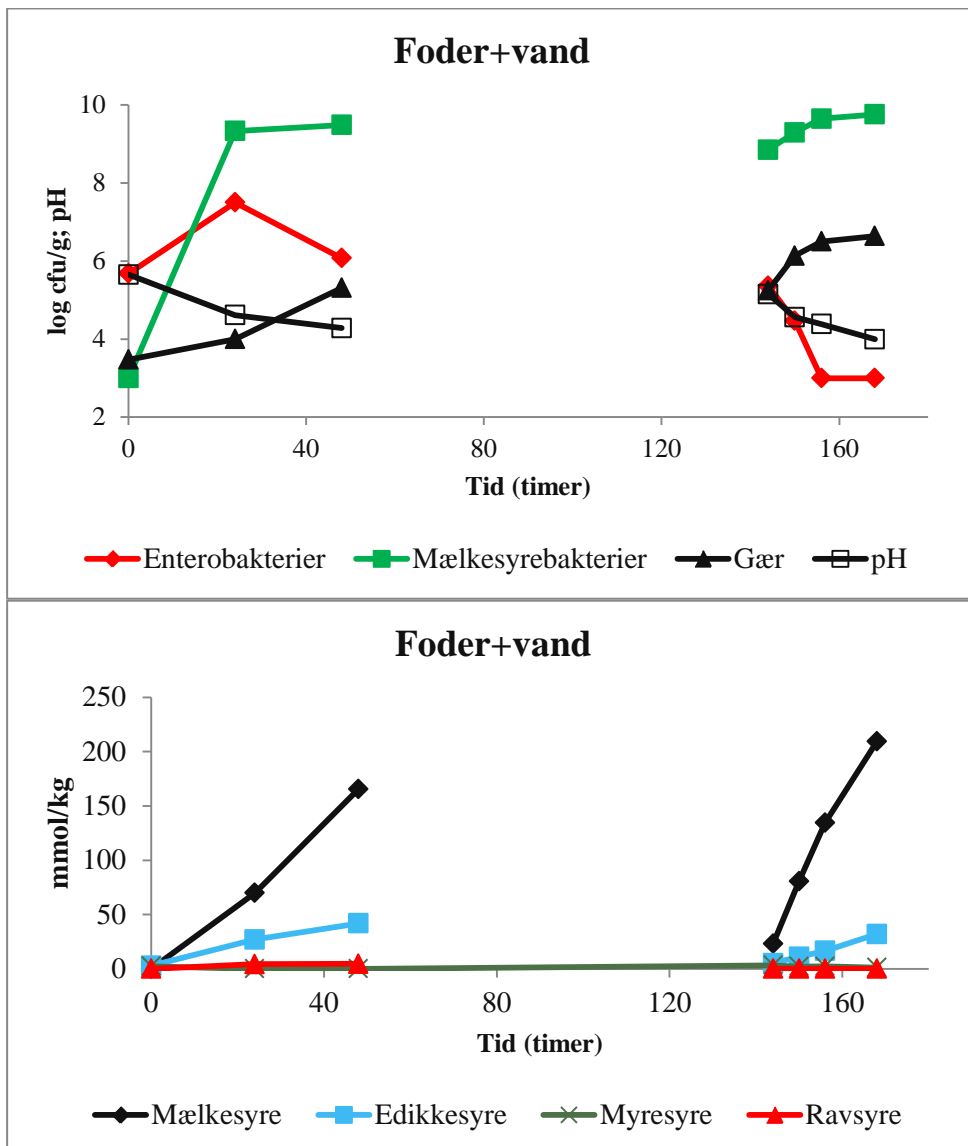 Foder+vand
10
8
6
4
2
log cfu/g; pH
0 40 80 120 160
Tid (timer)
Enterobakterier Mælkesyrebakterier Gær pH
Foder+vand
250
200
150
100
50
0
mmol/kg
0 40 80 120 160
Tid (timer)
Mælkesyre Edikkesyre Myresyre Ravsyre